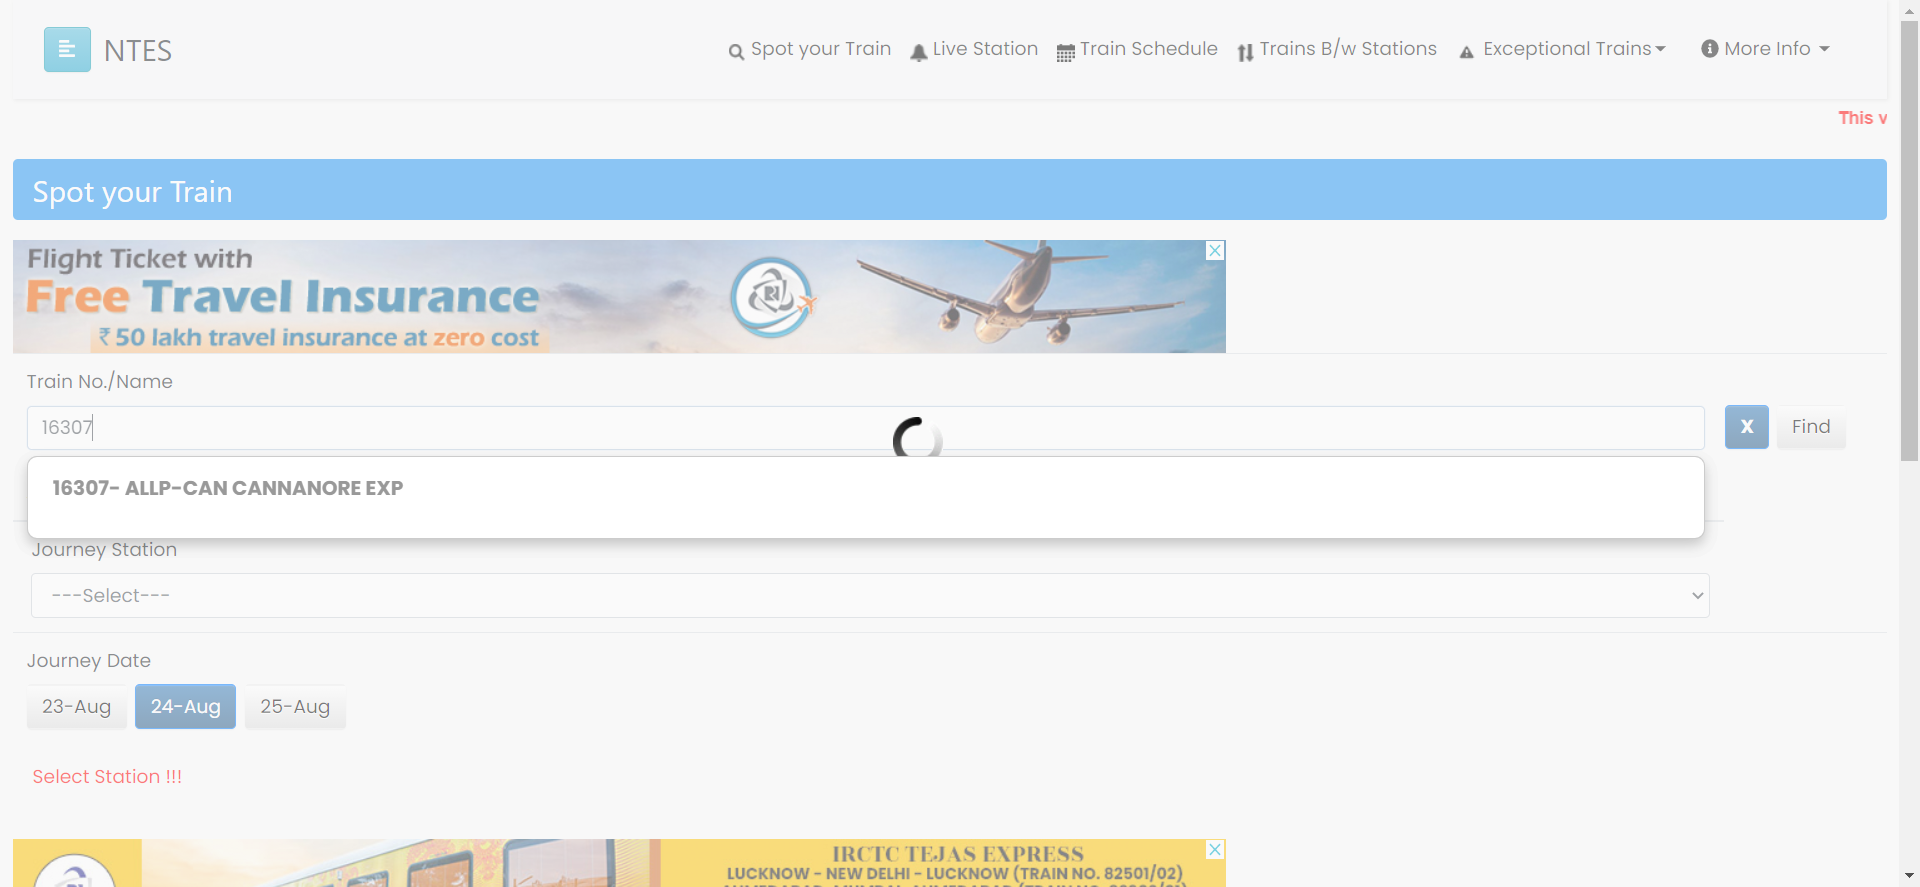 NTES
Spot your Train
Live Station
Train Schedule
Trains B/w Stations
Exceptional Trains
More Info
This v
Spot your Train
Flight Ticket with
Free Travel Insurance
₹50 lakh travel insurance at zero cost
Train No./Name
16307
X
Find
16307- ALLP-CAN CANNANORE EXP
Journey Station
---Select---
Journey Date
23-Aug
24-Aug
25-Aug
Select Station !!!
IRCTC TEJAS EXPRESS
LUCKNOW - NEW DELHI - LUCKNOW (TRAIN NO. 82501/02)